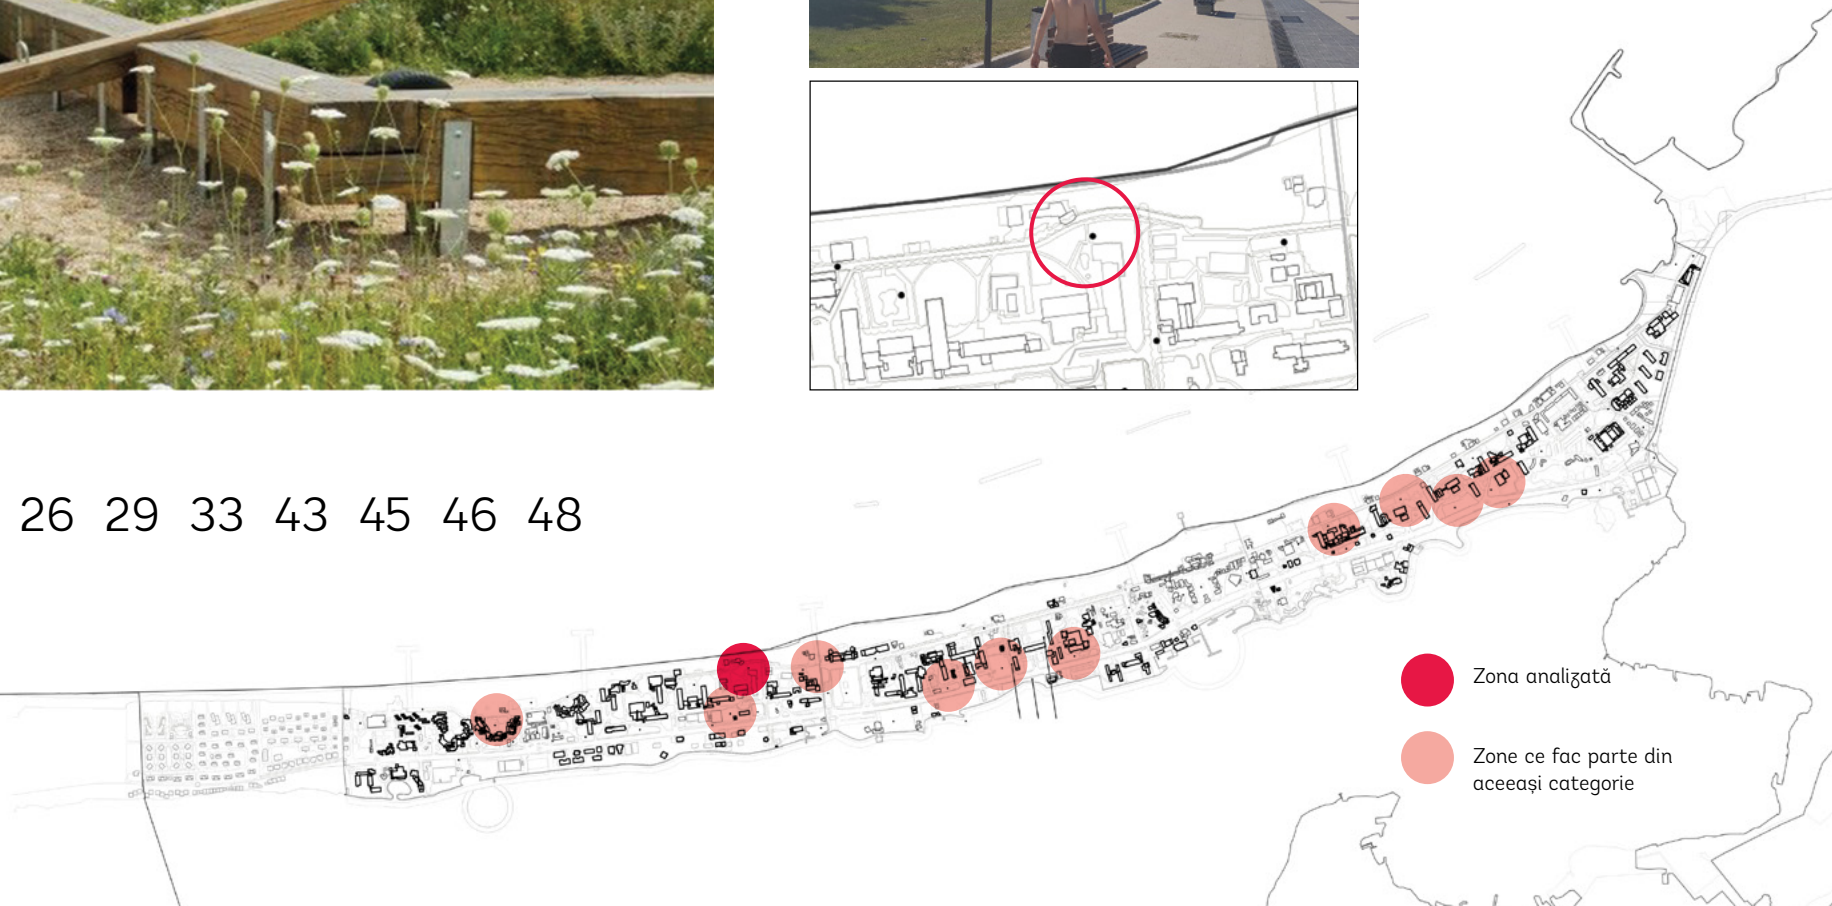 26 29 33 43 45 46 48
Zona analizată
Zone ce fac parte din
aceeași categorie